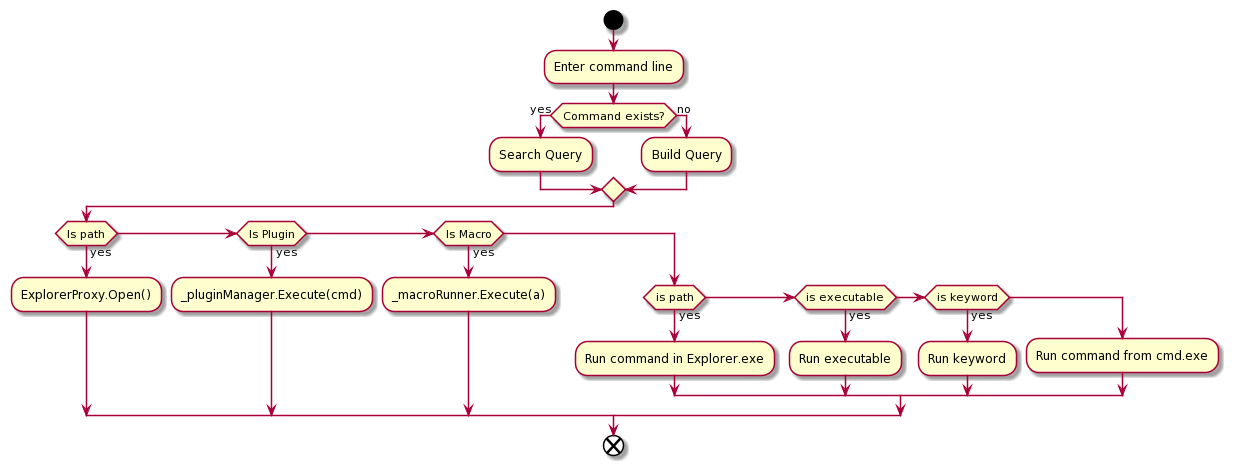 Enter command line
yes
Command exists?
no
Search Query
Build Query
Is path
yes
Is Plugin
yes
Is Macro
yes
ExplorerProxy.Open()
_pluginManager.Execute(cmd)
_macroRunner.Execute(a)
is path
yes
is executable
yes
is keyword
yes
Run command in Explorer.exe
Run executable
Run keyword
Run command from cmd.exe